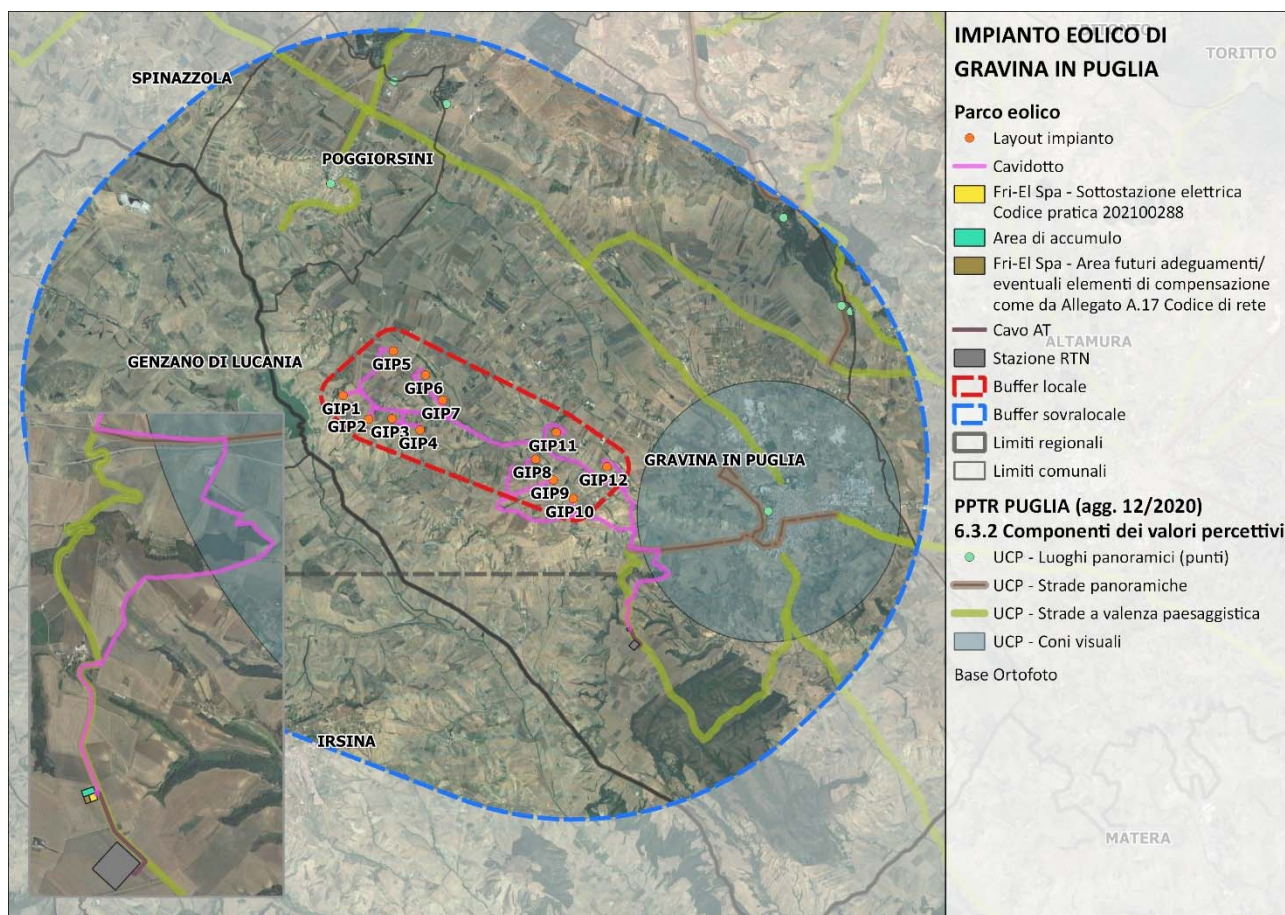 SPINAZZOLA
POGGIORSINI
GENZANO DI LUCANIA
GIP5
GIP6
GIP1
GIP7
GIP2
GIP3
GIP4
GIP11
GIP8
GRAVINA IN PUGLIA
GIP12
GIP9
GIP10
IRSINA
IMPIANTO EOLICO DI
GRAVINA IN PUGLIA
TORITTO
Parco eolico
Layout impianto
Cavidotto
Fri-El Spa - Sottostazione elettrica
Codice pratica 202100288
Area di accumulo
Fri-El Spa - Area futuri adeguamenti/
eventuali elementi di compensazione
come da Allegato A.17 Codice di rete
Cavo AT
ALTAMURA
Stazione RTN
Buffer locale
Buffer sovralocale
Limiti regionali
Limiti comunali
PPTR PUGLIA (agg. 12/2020)
6.3.2 Componenti dei valori percettivi
UCP - Luoghi panoramici (punti)
UCP - Strade panoramiche
UCP - Strade a valenza paesaggistica
UCP - Coni visuali
Base Ortofoto
MATERA